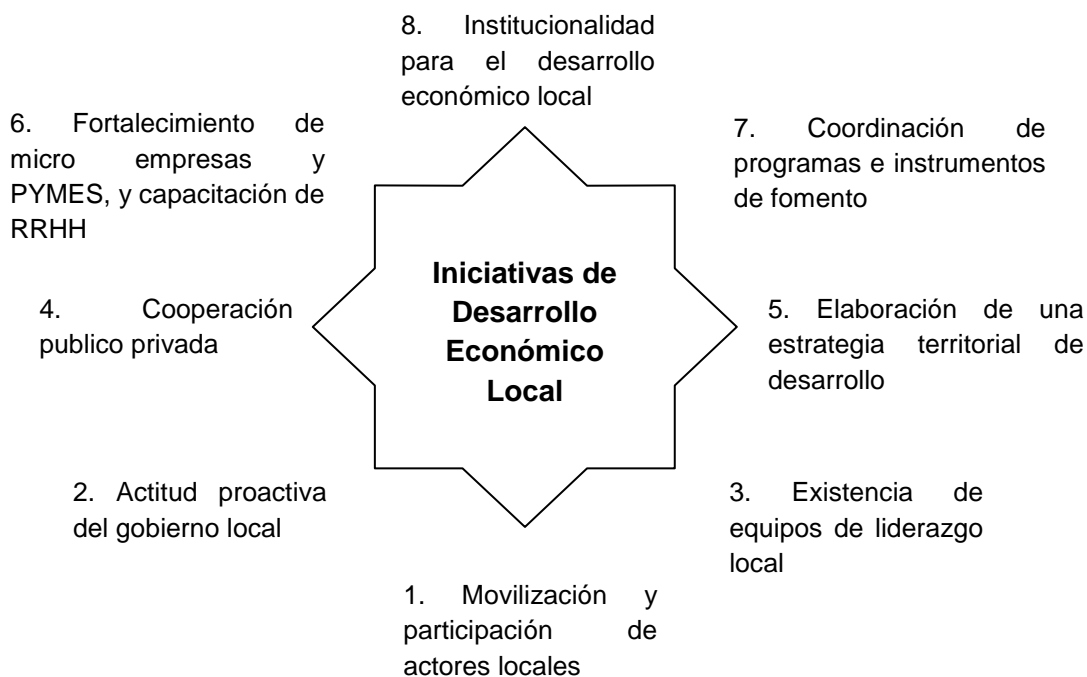 8. Institucionalidad
para el desarrollo
económico local
6. Fortalecimiento de
micro empresas y
PYMES, y capacitación de
RRHH
7. Coordinación de
programas e instrumentos
de fomento
Iniciativas de
Desarrollo
Económico
Local
4. Cooperación
publico privada
5. Elaboración de una
estrategia territorial de
desarrollo
2. Actitud proactiva
del gobierno local
3. Existencia de
equipos de liderazgo
local
1. Movilización y
participación de
actores locales